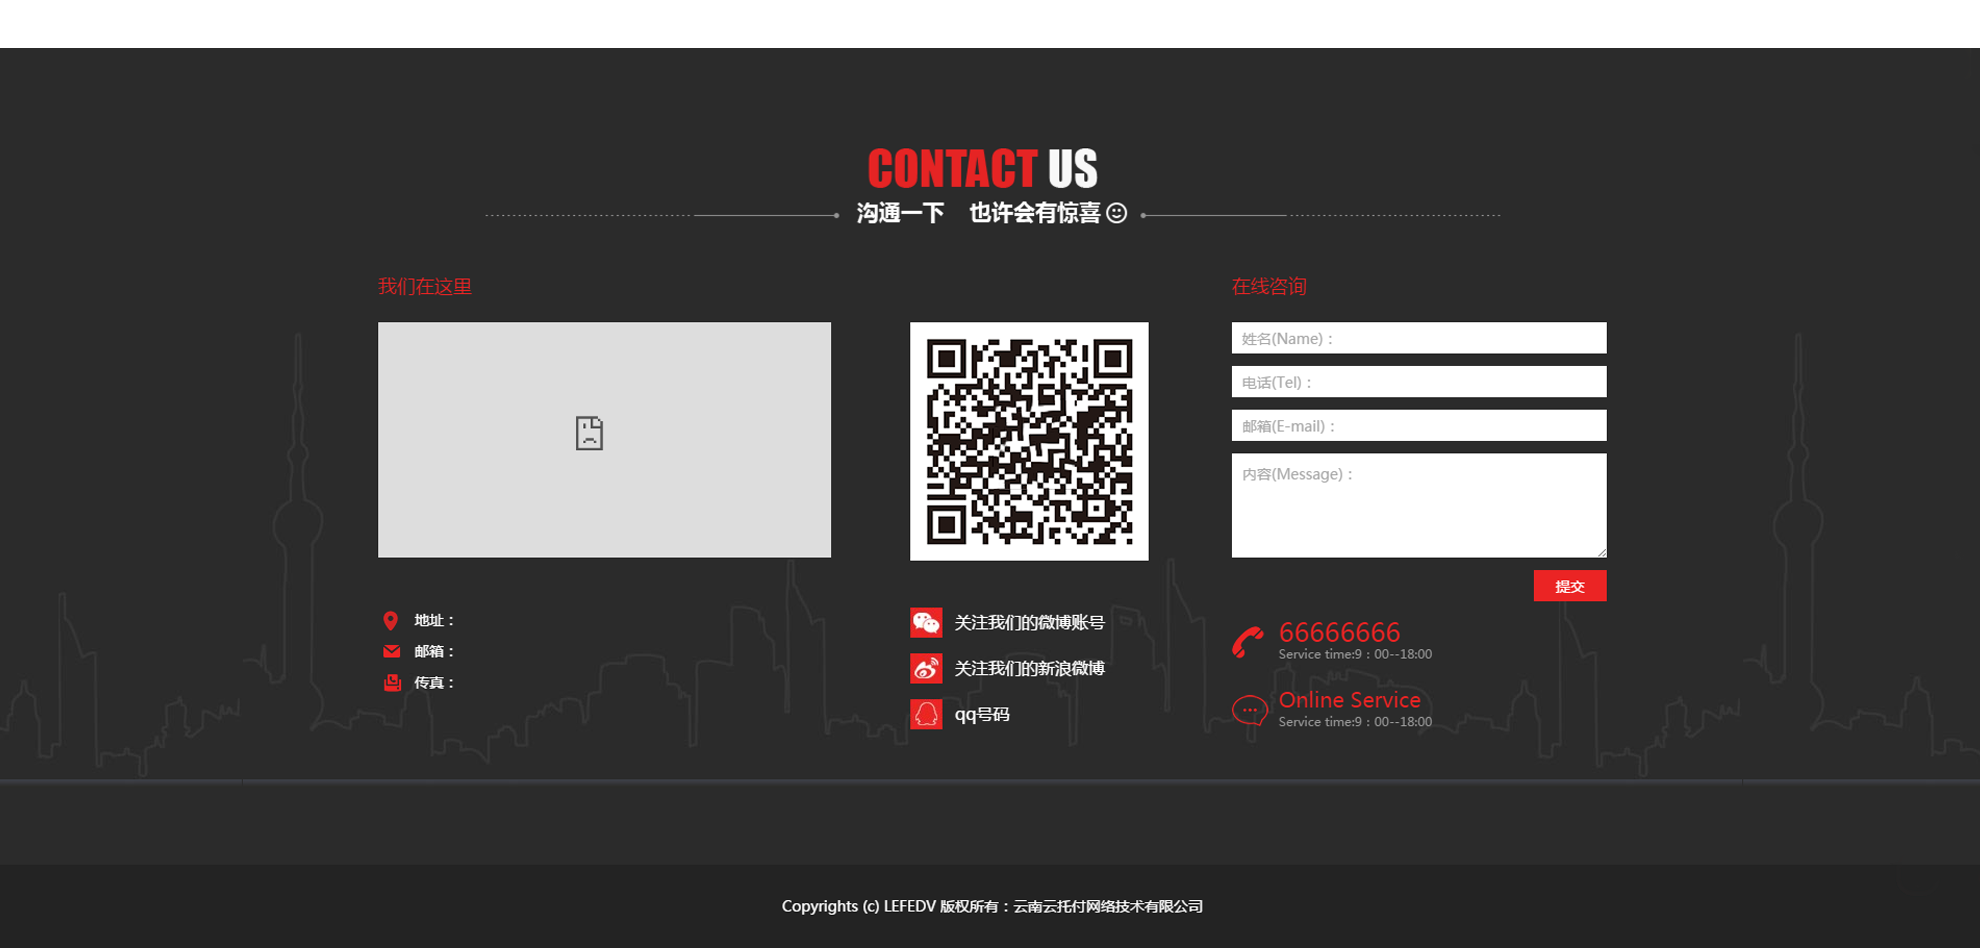 CONTACT US
沟通一下 也许会有惊喜
我们在这里
在线咨询
姓名(Name)：
电话(Tel)：
邮箱(E-mail)：
内容(Message)：
提交
地址：
邮箱：
传真：
关注我们的微博账号
关注我们的新浪微博
qq号码
66666666
Service time:9：00--18:00
Online Service
Service time:9：00--18:00
Copyrights (c) LEFEDV 版权所有：云南云托付网络技术有限公司